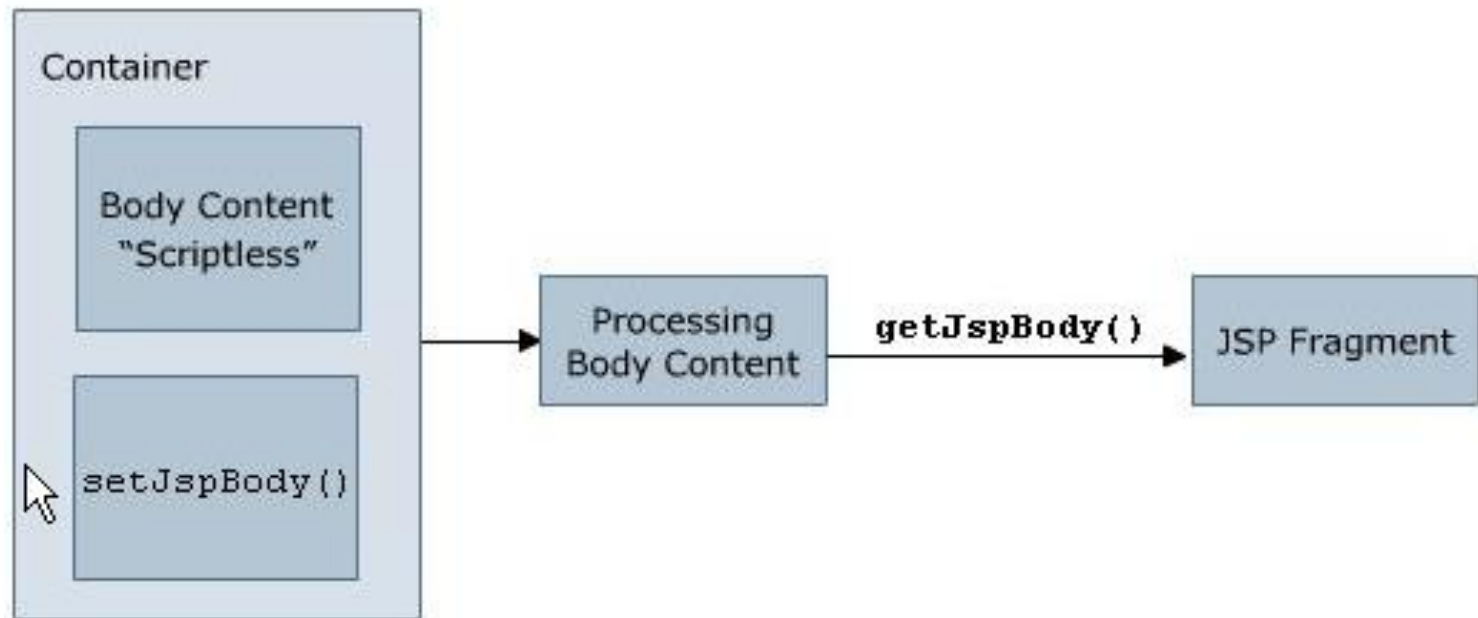 Container
Body Content
“Scriptless”
setJspBody()
Processing
Body Content
getJspBody()
JSP Fragment